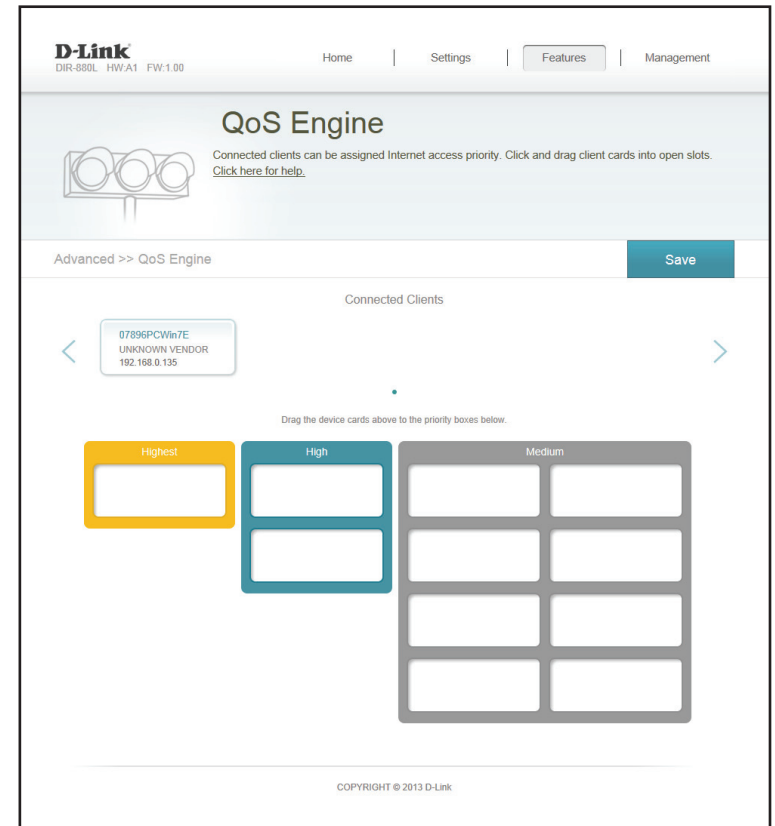 D-Link
DIR-880L HW:A1 FW:1.00
Home
Settings
Features
Management
QoS Engine
Connected clients can be assigned Internet access priority. Click and drag client cards into open slots.
Click here for help.
Advanced >> QoS Engine
Save
Connected Clients
07896PCWin7E
UNKNOWN VENDOR
192.168.0.135
Drag the device cards above to the priority boxes below.
Highest
High
Medium
COPYRIGHT © 2013 D-Link